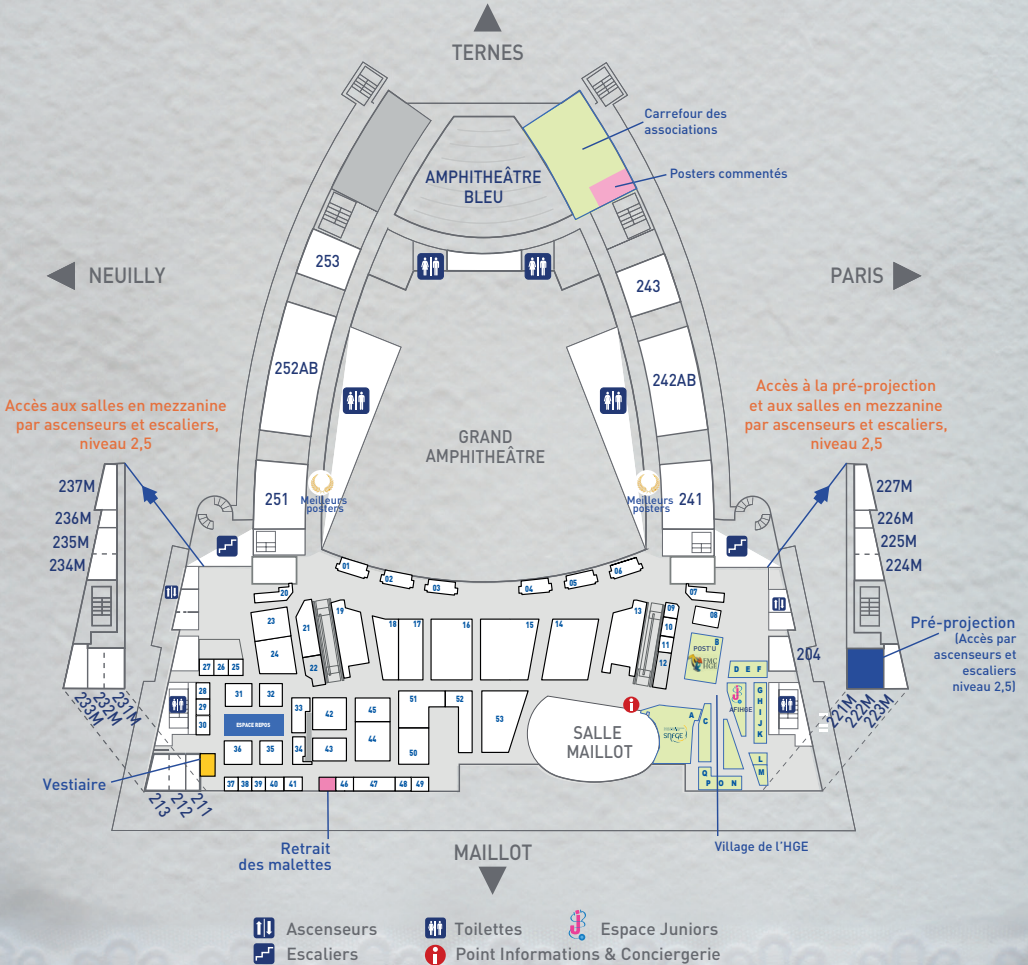 TERNES
Carrefour des
associations
Posters commentés
AMPHITHEÂTRE
BLEU
NEUILLY
PARIS
253
243
252AB
242AB
Accès aux salles en mezzanine
par ascenseurs et escaliers,
niveau 2,5
Accès à la pré-projection
et aux salles en mezzanine
par ascenseurs et escaliers,
niveau 2,5
GRAND
AMPHITHEÂTRE
237M
236M
235M
234M
251
Meilleurs
posters
Meilleurs
posters
241
227M
226M
225M
224M
01
02
03
04
05
06
07
20
23
24
21
22
19
18
17
16
15
14
13
09
10
11
12
08
B
POST'U
FMC
HGE
204
Pré-projection
(Accès par
ascenseurs et
escaliers
niveau 2,5)
27
26
25
D
E
F
28
29
30
31
32
33
34
ESPACE REPOS
36
35
42
43
45
44
51
52
50
53
SALLE
MAILLOT
A
C
SNFGE
AFIHGE
G
H
I
J
K
L
M
Q
P
O
N
233M
232M
231M
221M
222M
223M
Vestiaire
213
212
211
37
38
39
40
41
46
47
48
49
Retrait
des malettes
MAILLOT
Village de l'HGE
Ascenseurs
Toilettes
Espace Juniors
Escaliers
Point Informations & Conciergerie